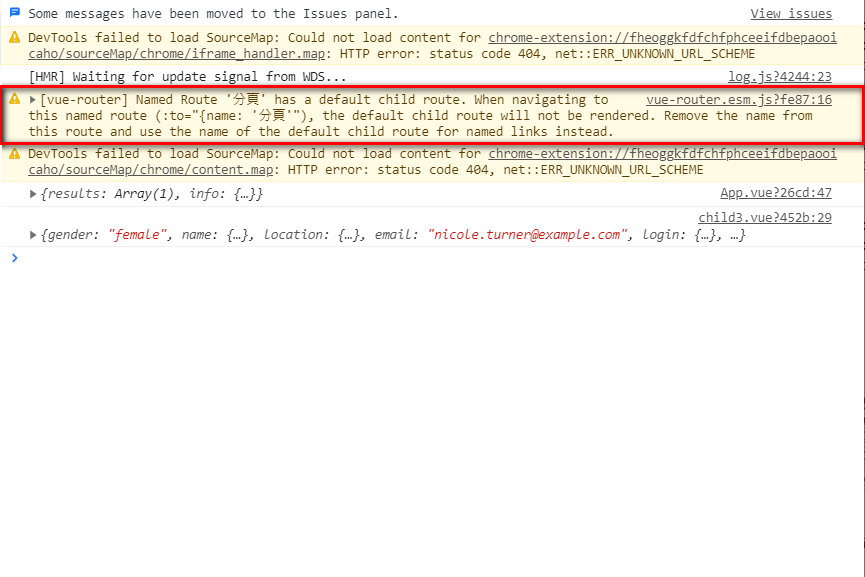 Some messages have been moved to the Issues panel. View issues
DevTools failed to load SourceMap: Could not load content for chrome-extension://fheoggkfdfchfphceeifdbepaooi
caho/sourceMap/chrome/iframe_handler.map: HTTP error: status code 404, net::ERR_UNKNOWN_URL_SCHEME
[HMR] Waiting for update signal from WDS... log.js?4244:23
[vue-router] Named Route '分頁' has a default child route. When navigating to vue-router.esm.js?fe87:16
this named route (:to="{name: '分頁'"), the default child route will not be rendered. Remove the name from
this route and use the name of the default child route for named links instead.
DevTools failed to load SourceMap: Could not load content for chrome-extension://fheoggkfdfchfphceeifdbepaooi
caho/sourceMap/chrome/content.map: HTTP error: status code 404, net::ERR_UNKNOWN_URL_SCHEME
{results: Array(1), info: {…}} App.vue?26cd:47
child3.vue?452b:29
{gender: "female", name: {…}, location: {…}, email: "nicole.turner@example.com", login: {…}, …}